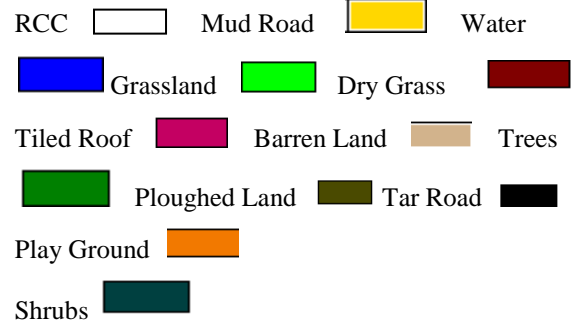 RCC Mud Road Water
Grassland Dry Grass
Tiled Roof Barren Land Trees
Ploughed Land Tar Road
Play Ground
Shrubs